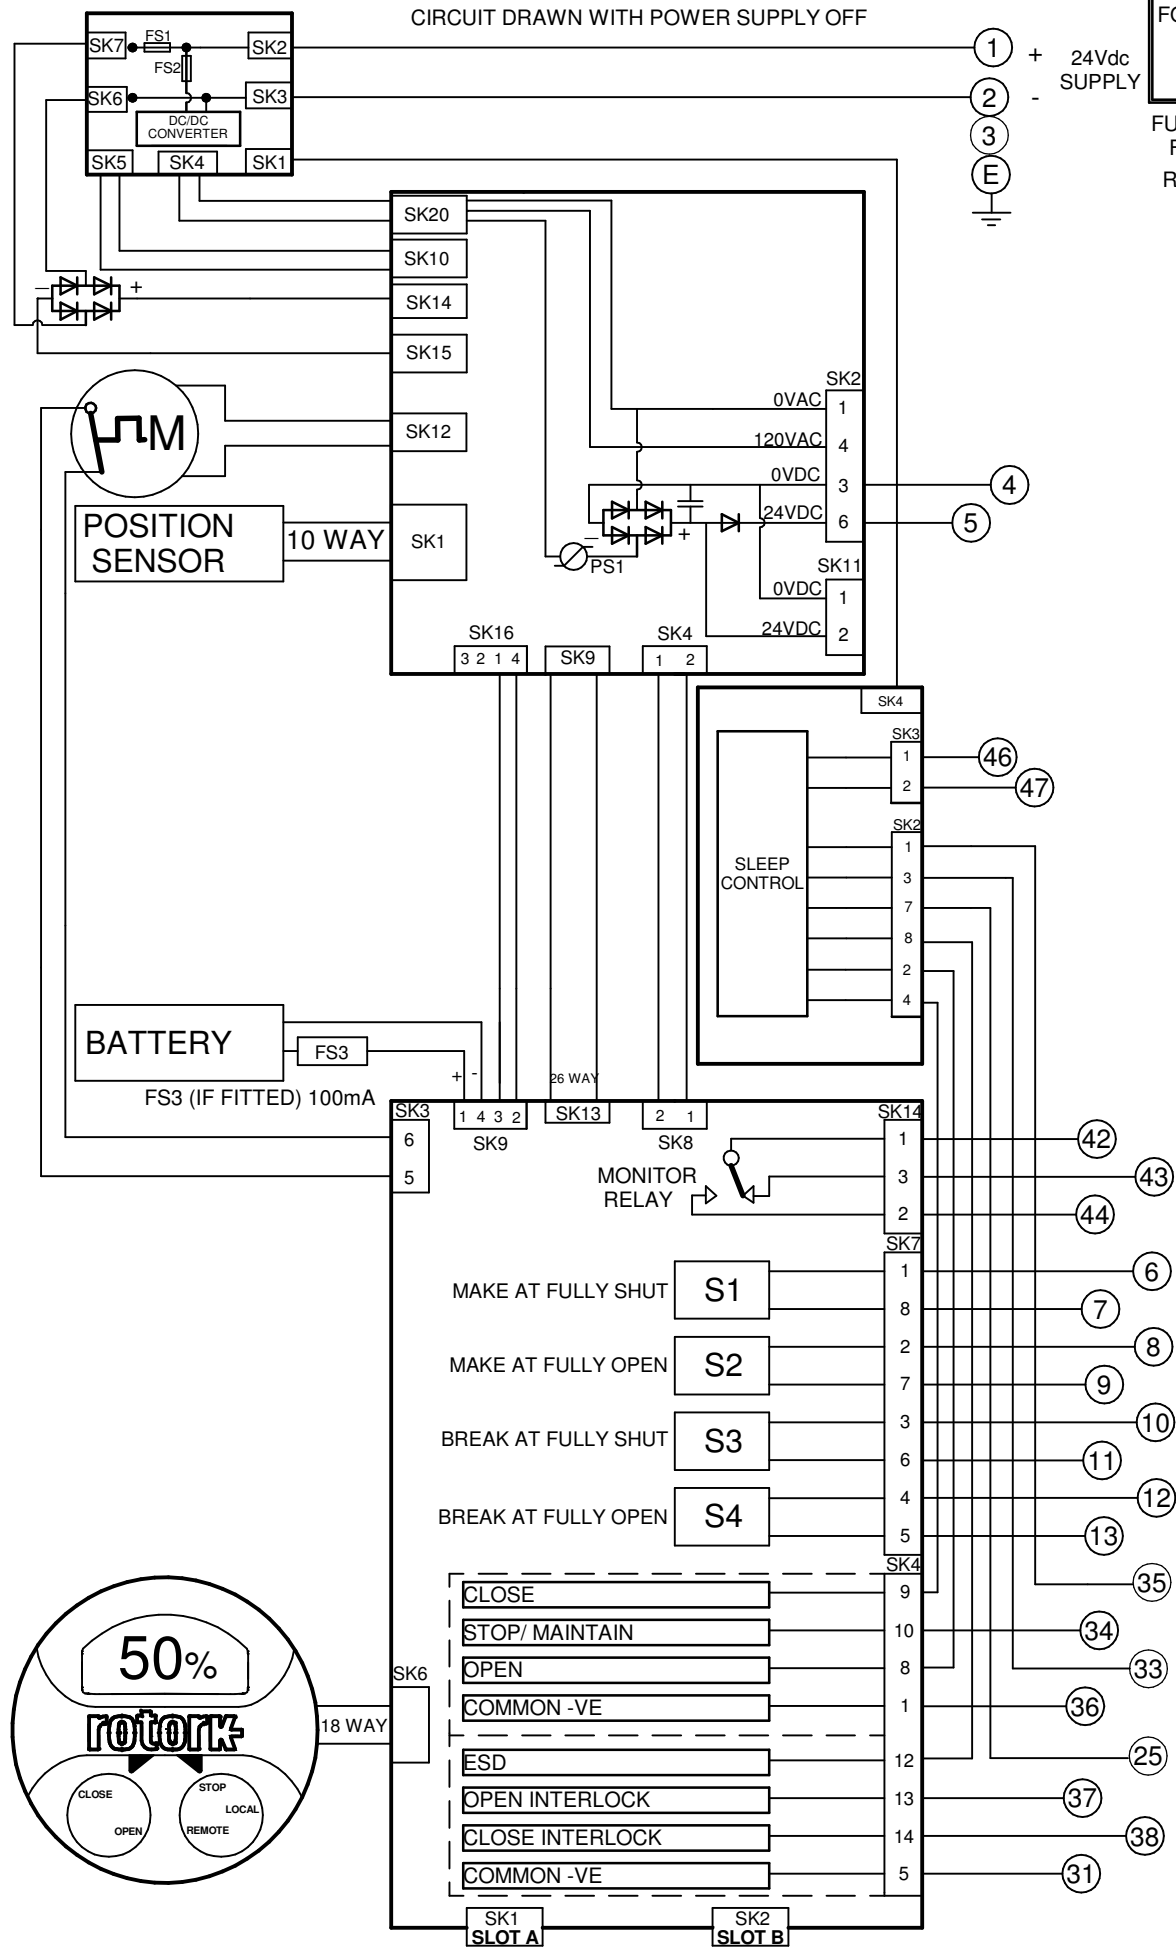 CIRCUIT DRAWN WITH POWER SUPPLY OFF
SK7
FS1
FS2
SK2
SK6
SK3
DC/DC
CONVERTER
SK5
SK4
SK1
1
+
24Vdc
SUPPLY
2
-
3
E
SK20
SK10
SK14
SK15
SK12
SK1
–
+
M
POSITION
SENSOR
10 WAY
SK2
0VAC
1
120VAC
4
0VDC
3
4
24VDC
6
5
–
+
PS1
SK11
0VDC
1
24VDC
2
SK16
3 2 1 4
SK9
SK4
1 2
SK4
SK3
1
46
2
47
SK2
SLEEP
CONTROL
1
3
7
8
2
4
BATTERY
FS3
FS3 (IF FITTED) 100mA
+ -
26 WAY
SK3
6
5
1 4 3 2
SK9
SK13
2 1
SK8
SK14
MONITOR
RELAY
1
42
3
43
2
44
SK7
MAKE AT FULLY SHUT
S1
1
6
8
7
MAKE AT FULLY OPEN
S2
2
8
7
9
BREAK AT FULLY SHUT
S3
3
10
6
11
BREAK AT FULLY OPEN
S4
4
12
5
13
SK4
CLOSE
9
35
STOP/ MAINTAIN
10
34
OPEN
8
33
COMMON -VE
1
36
ESD
12
25
OPEN INTERLOCK
13
37
CLOSE INTERLOCK
14
38
COMMON -VE
5
31
SK6
18 WAY
50%
rotork
CLOSE
OPEN
STOP
LOCAL
REMOTE
SK1
SLOT A
SK2
SLOT B